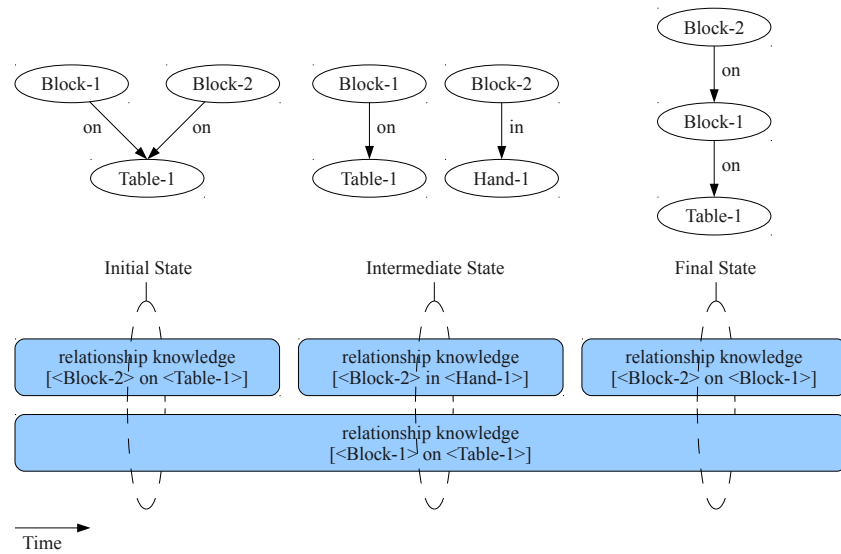 Block-2
on
Block-1 Block-2 Block-1 Block-2
on on on in Block-1
on
Table-1 Table-1 Hand-1
Table-1
Initial State Intermediate State Final State
relationship knowledge
[<Block-2> on <Table-1>]
relationship knowledge
[<Block-2> in <Hand-1>]
relationship knowledge
[<Block-2> on <Block-1>]
relationship knowledge
[<Block-1> on <Table-1>]
Time